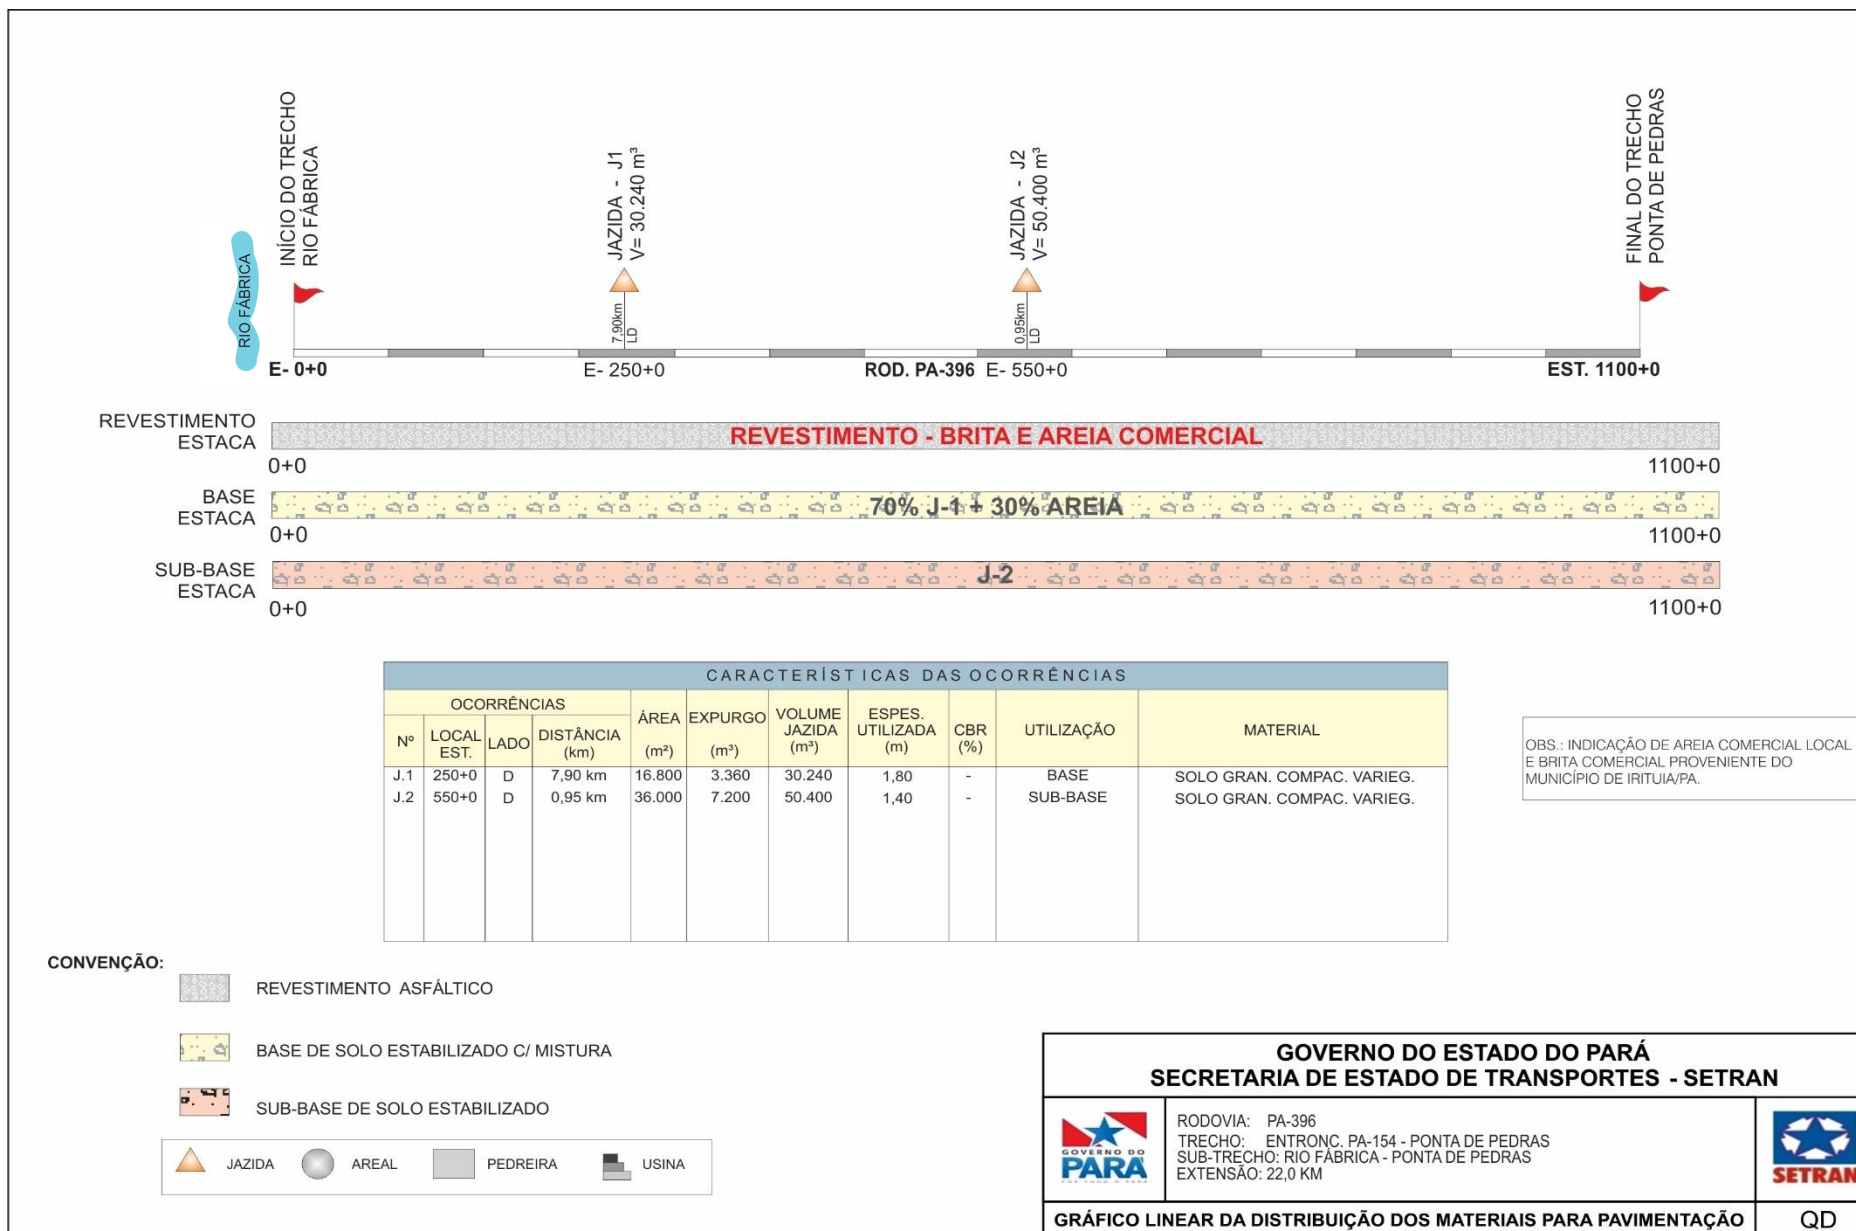 INÍCIO DO TRECHO
RIO FÁBRICA
JAZIDA - J1
V= 30.240 m³
JAZIDA - J2
V= 50.400 m³
FINAL DO TRECHO
PONTA DE PEDRAS
RIO FÁBRICA
7,90km
LD
0,95km
LD
E- 0+0
E- 250+0
ROD. PA-396
E- 550+0
EST. 1100+0
REVESTIMENTO
ESTACA
REVESTIMENTO - BRITA E AREIA COMERCIAL
0+0
1100+0
BASE
ESTACA
70% J-1 + 30% AREIA
0+0
1100+0
SUB-BASE
ESTACA
J-2
0+0
1100+0
CARACTERÍSTICAS DAS OCORRÊNCIAS
OCORRÊNCIAS
Nº
LOCAL
EST.
LADO
DISTÂNCIA
(km)
ÁREA
(m²)
EXPURGO
(m³)
VOLUME
JAZIDA
(m³)
ESPES.
UTILIZADA
(m)
CBR
(%)
UTILIZAÇÃO
MATERIAL
J.1 250+0 D 7,90 km 16.800 3.360 30.240 1,80 - BASE SOLO GRAN. COMPAC. VARIEG.
J.2 550+0 D 0,95 km 36.000 7.200 50.400 1,40 - SUB-BASE SOLO GRAN. COMPAC. VARIEG.
OBS.: INDICAÇÃO DE AREIA COMERCIAL LOCAL
E BRITA COMERCIAL PROVENIENTE DO
MUNICÍPIO DE IRITUIA/PA.
CONVENÇÃO:
REVESTIMENTO ASFÁLTICO
BASE DE SOLO ESTABILIZADO C/ MISTURA
SUB-BASE DE SOLO ESTABILIZADO
JAZIDA
AREAL
PEDREIRA
USINA
GOVERNO DO ESTADO DO PARÁ
SECRETARIA DE ESTADO DE TRANSPORTES - SETRAN
GOVERNO DO
PARÁ
RODOVIA: PA-396
TRECHO: ENTRONC. PA-154 - PONTA DE PEDRAS
SUB-TRECHO: RIO FÁBRICA - PONTA DE PEDRAS
EXTENSÃO: 22,0 KM
SETRAN
GRÁFICO LINEAR DA DISTRIBUIÇÃO DOS MATERIAIS PARA PAVIMENTAÇÃO
QD